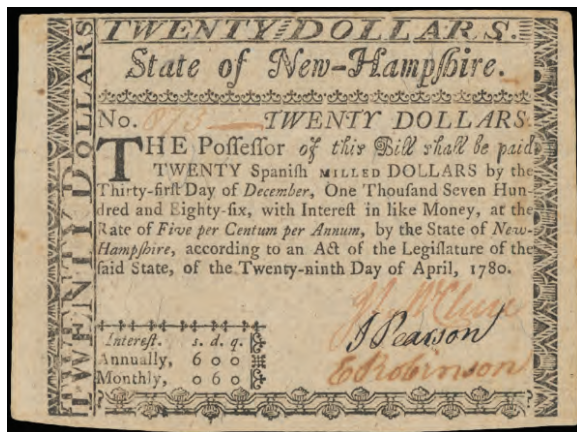 TWENTY DOLLARS.
State of New-Hampſhire.
TWENTY DOLLARS
No. 873 TWENTY DOLLARS
THE Poſſeſſor of this Bill shall be paid
TWENTY Spaniſh MILLED DOLLARS by the
Thirty-firſt Day of December, One Thouſand Seven Hun-
dred and Eighty-ſix, with Intereſt in like Money, at the
Rate of Five per Centum per Annum, by the State of New-
Hampſhire, according to an Act of the Legiſlature of the
ſaid State, of the Twenty-ninth Day of April, 1780.
J Pearson
E Robinson
Intereſt. s. d. q.
Annually, 6 0 0
Monthly, 0 6 0